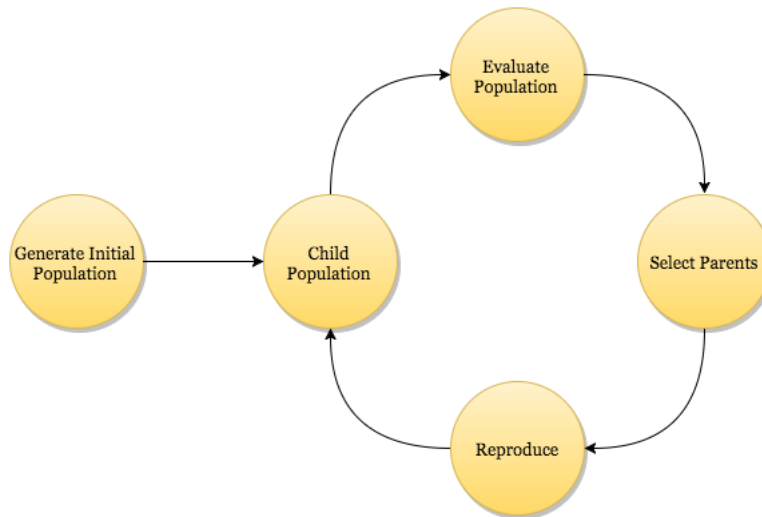 Evaluate
Population
Generate Initial
Population
Child
Population
Select Parents
Reproduce